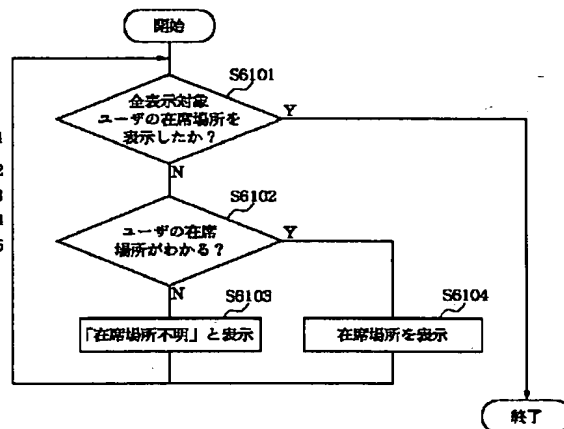 開始
S6101
全表示対象
ユーザの在席場所を
表示したか？
Y
N
S6102
ユーザの在席
場所がわかる？
Y
N
S6103
「在席場所不明」と表示
S6104
在席場所を表示
終了